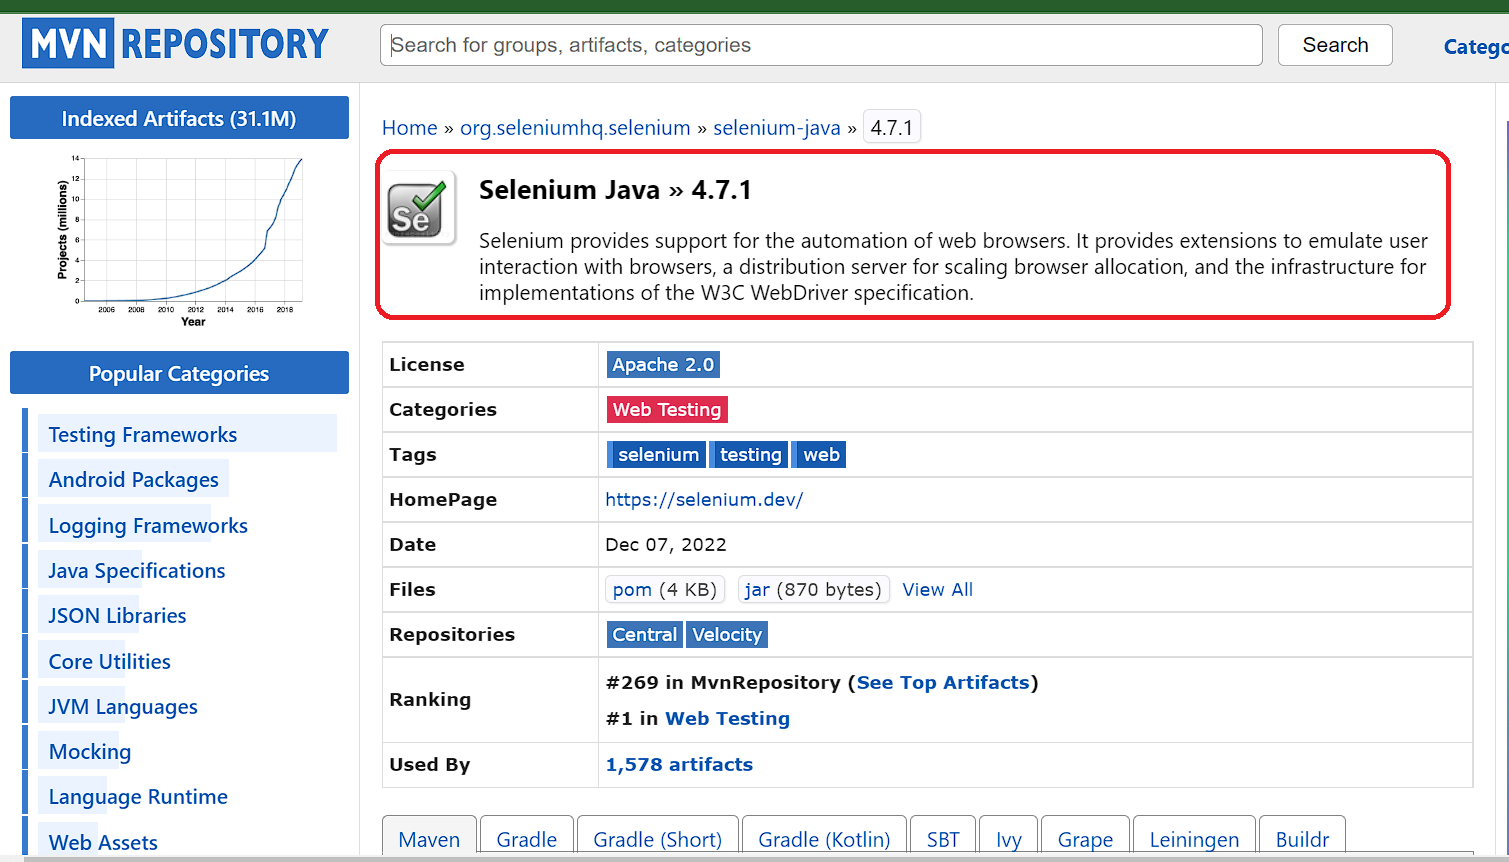 MVN REPOSITORY
Search for groups, artifacts, categories
Search
Indexed Artifacts (31.1M)
Projects (millions)
14
12
10
8
6
4
2
0
2006 2008 2010 2012 2014 2016 2018
Year
Popular Categories
Testing Frameworks
Android Packages
Logging Frameworks
Java Specifications
JSON Libraries
Core Utilities
JVM Languages
Mocking
Language Runtime
Web Assets
Home » org.seleniumhq.selenium » selenium-java » 4.7.1
Se
Selenium Java » 4.7.1
Selenium provides support for the automation of web browsers. It provides extensions to emulate user
interaction with browsers, a distribution server for scaling browser allocation, and the infrastructure for
implementations of the W3C WebDriver specification.
License Apache 2.0
Categories Web Testing
Tags selenium testing web
HomePage https://selenium.dev/
Date Dec 07, 2022
Files pom (4 KB) jar (870 bytes) View All
Repositories Central Velocity
Ranking #269 in MvnRepository (See Top Artifacts)
#1 in Web Testing
Used By 1,578 artifacts
Maven Gradle Gradle (Short) Gradle (Kotlin) SBT Ivy Grape Leiningen Buildr